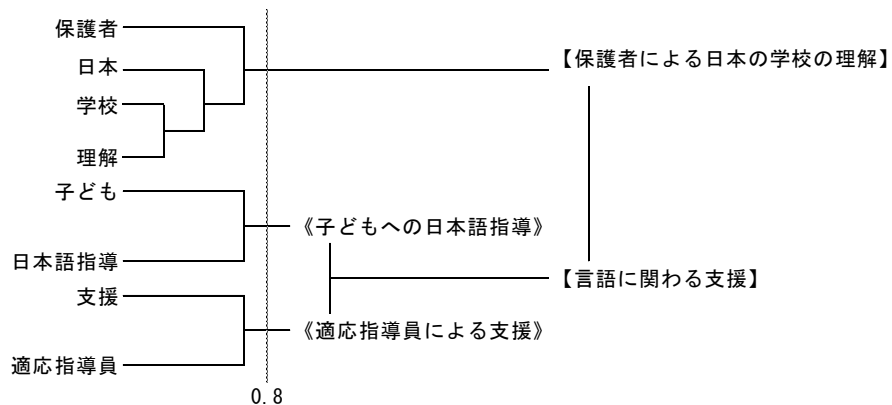 保護者
日本
学校
理解
子ども
日本語指導
支援
適応指導員
0.8
《子どもへの日本語指導》
《適応指導員による支援》
【保護者による日本の学校の理解】
【言語に関わる支援】